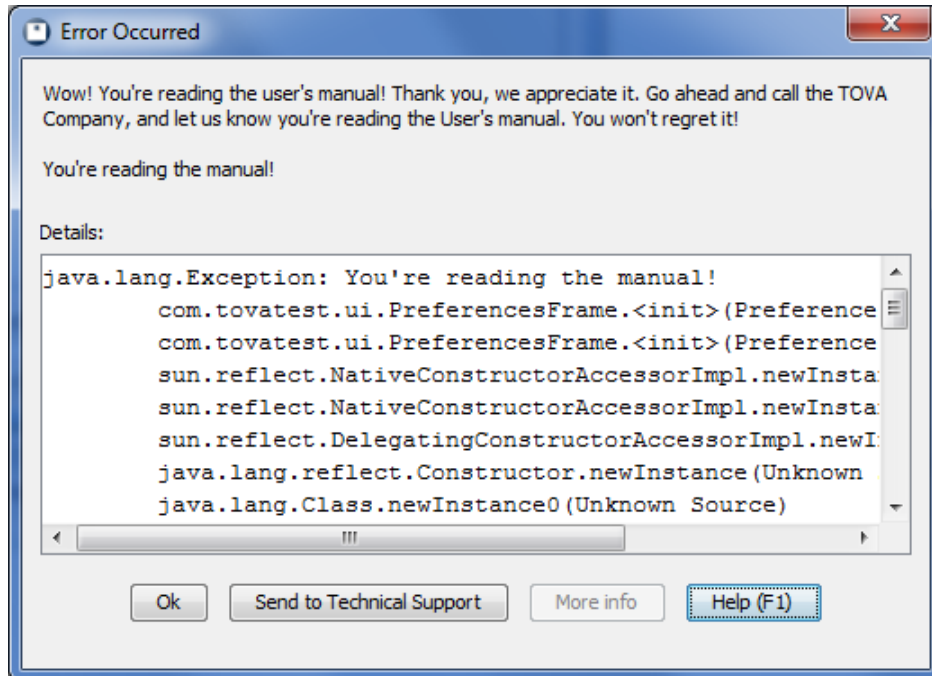 Error Occurred
Wow! You're reading the user's manual! Thank you, we appreciate it. Go ahead and call the TOVA
Company, and let us know you're reading the User's manual. You won't regret it!
You're reading the manual!
Details:
java.lang.Exception: You're reading the manual!
com.tovatest.ui.PreferencesFrame.<init>(Preference
com.tovatest.ui.PreferencesFrame.<init>(Preference
sun.reflect.NativeConstructorAccessorImpl.newInsta
sun.reflect.NativeConstructorAccessorImpl.newInsta
sun.reflect.DelegatingConstructorAccessorImpl.newI
java.lang.reflect.Constructor.newInstance(Unknown
java.lang.Class.newInstance0(Unknown Source)
Ok Send to Technical Support More info Help (F1)